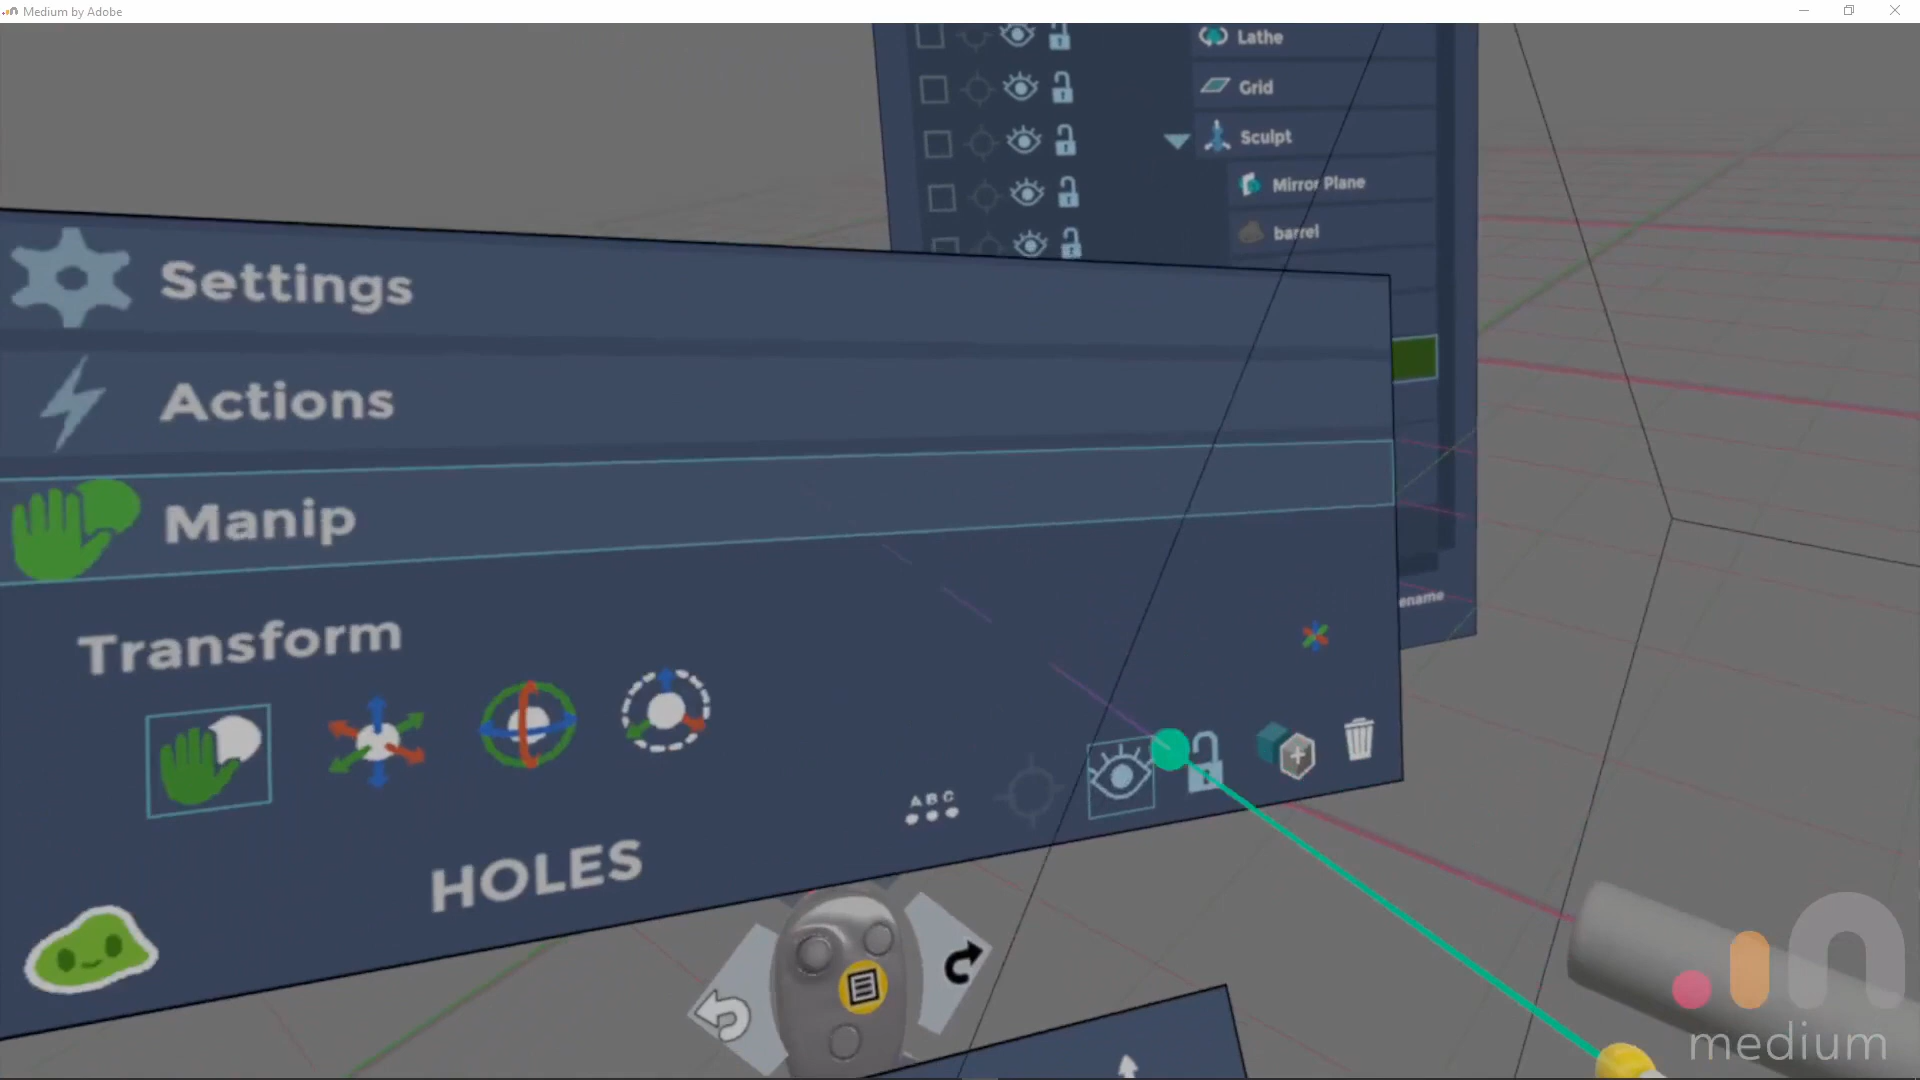 Medium by Adobe
Lathe
Grid
Sculpt
Mirror Plane
barrel
Settings
Actions
Manip
ename
Transform
ABC
HOLES
medium